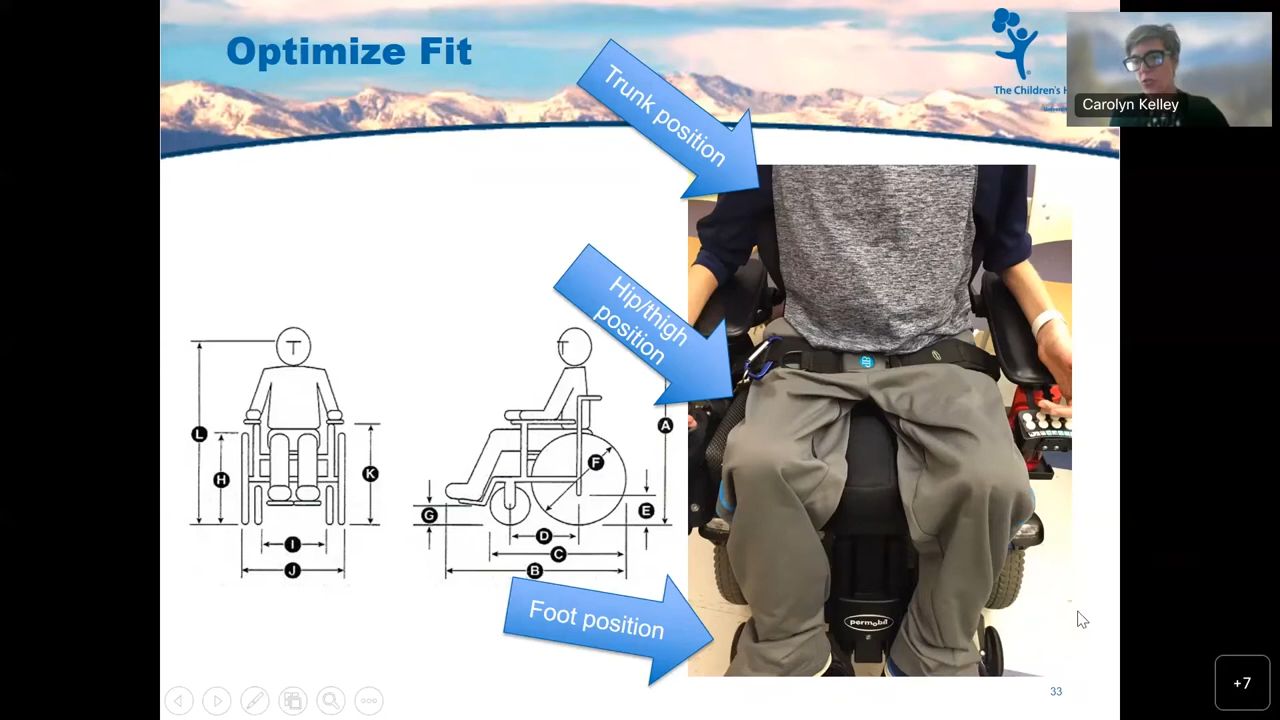 Optimize Fit
Trunk position
The Children's H
Carolyn Kelley
Hip/thigh
position
L
H
K
I
J
A
F
G
E
D
C
B
Foot position
permobil
33
+7